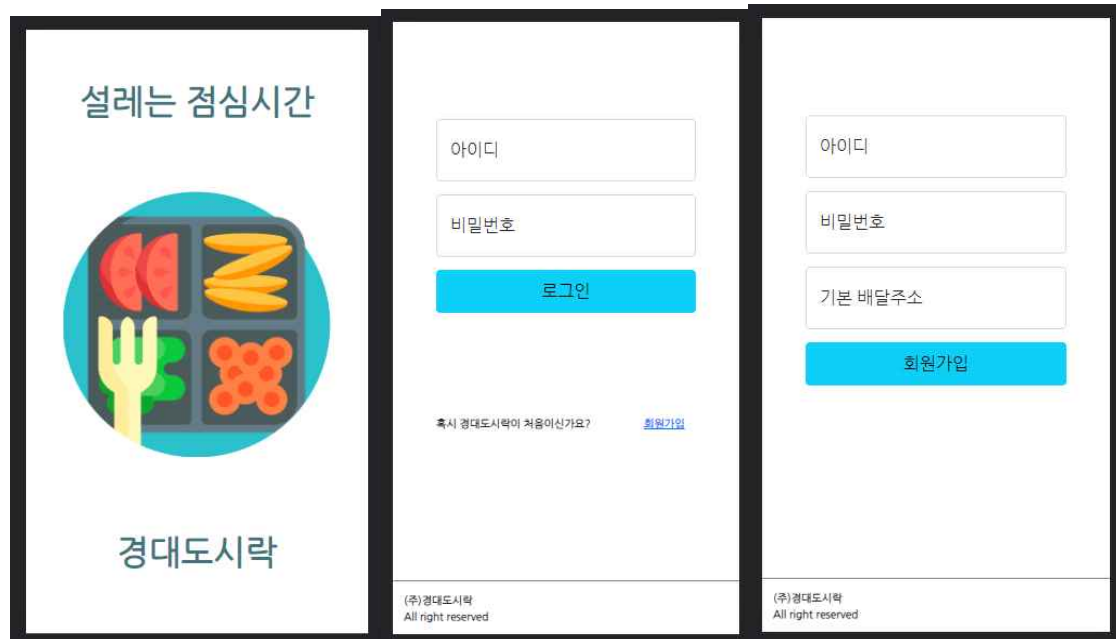 설레는 점심시간
경대도시락
아이디
비밀번호
로그인
혹시 경대도시락이 처음이신가요? 회원가입
(주)경대도시락
All right reserved
아이디
비밀번호
기본 배달주소
회원가입
(주)경대도시락
All right reserved